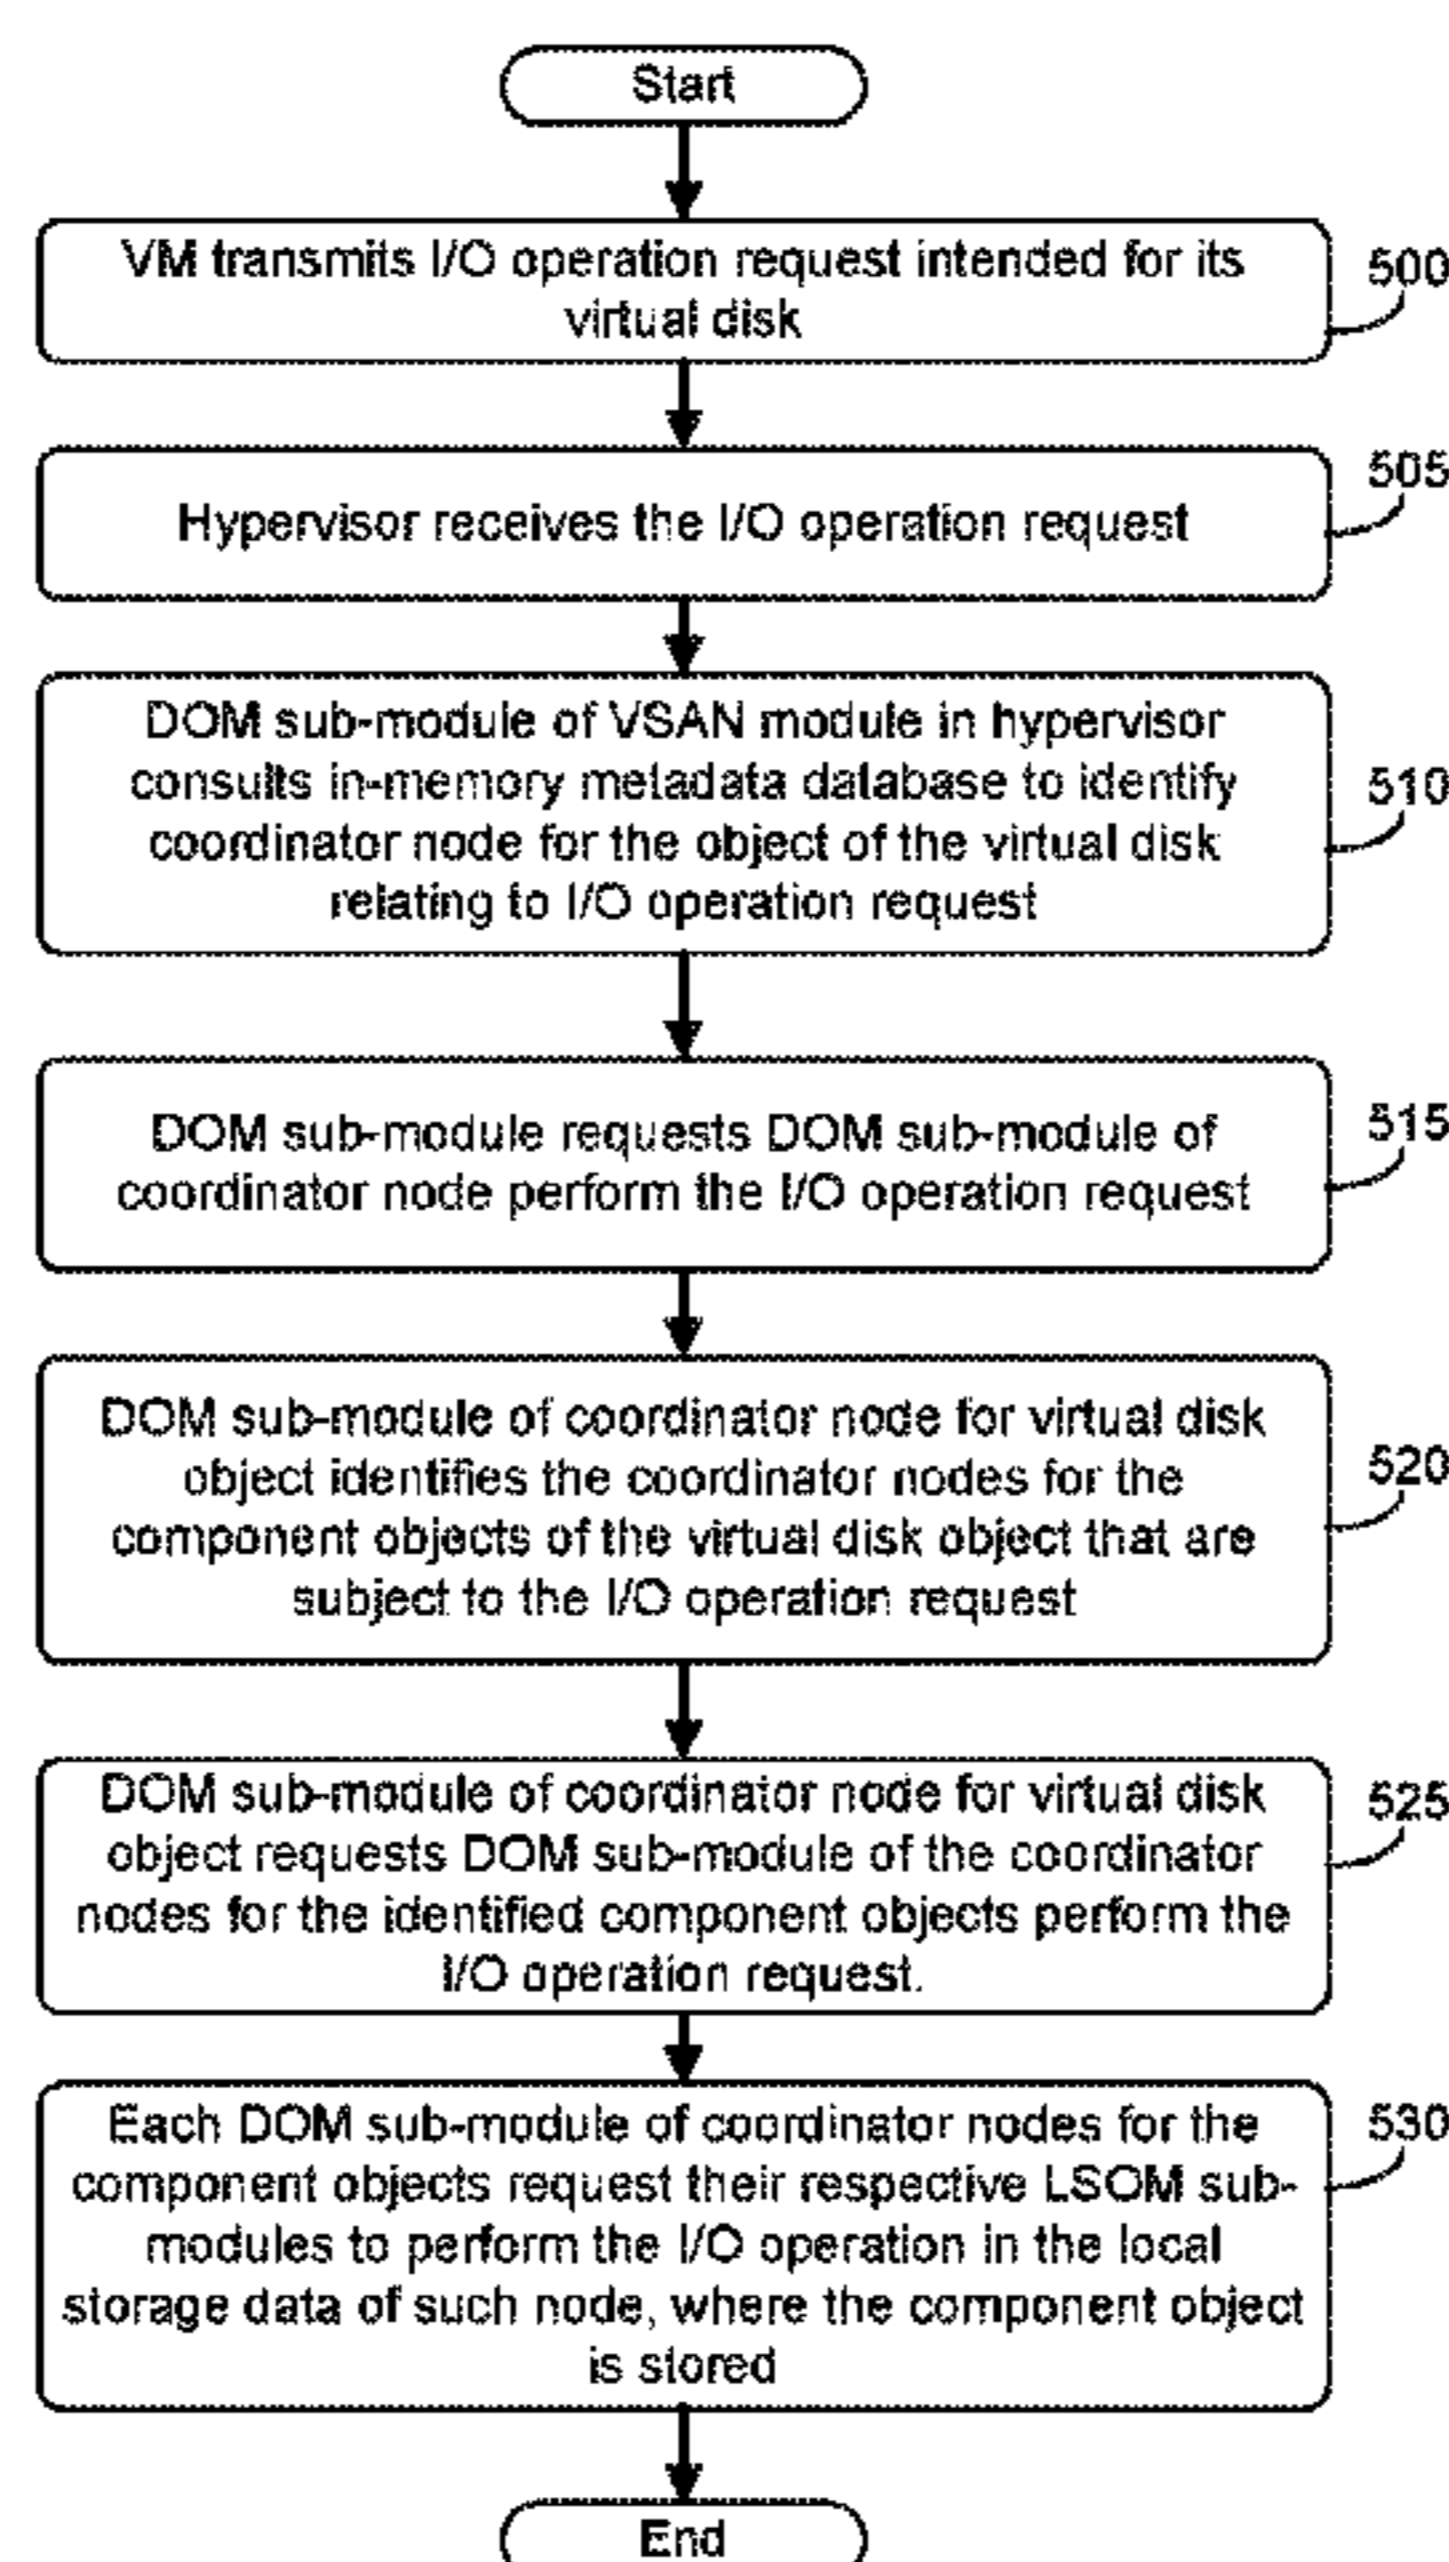 Start
VM transmits I/O operation request intended for its
virtual disk
500
Hypervisor receives the I/O operation request
505
DOM sub-module of VSAN module in hypervisor
consults in-memory metadata database to identify
coordinator node for the object of the virtual disk
relating to I/O operation request
510
DOM sub-module requests DOM sub-module of
coordinator node perform the I/O operation request
515
DOM sub-module of coordinator node for virtual disk
object identifies the coordinator nodes for the
component objects of the virtual disk object that are
subject to the I/O operation request
520
DOM sub-module of coordinator node for virtual disk
object requests DOM sub-module of the coordinator
nodes for the identified component objects perform the
I/O operation request.
525
Each DOM sub-module of coordinator nodes for the
component objects request their respective LSOM sub-
modules to perform the I/O operation in the local
storage data of such node, where the component object
is stored
530
End